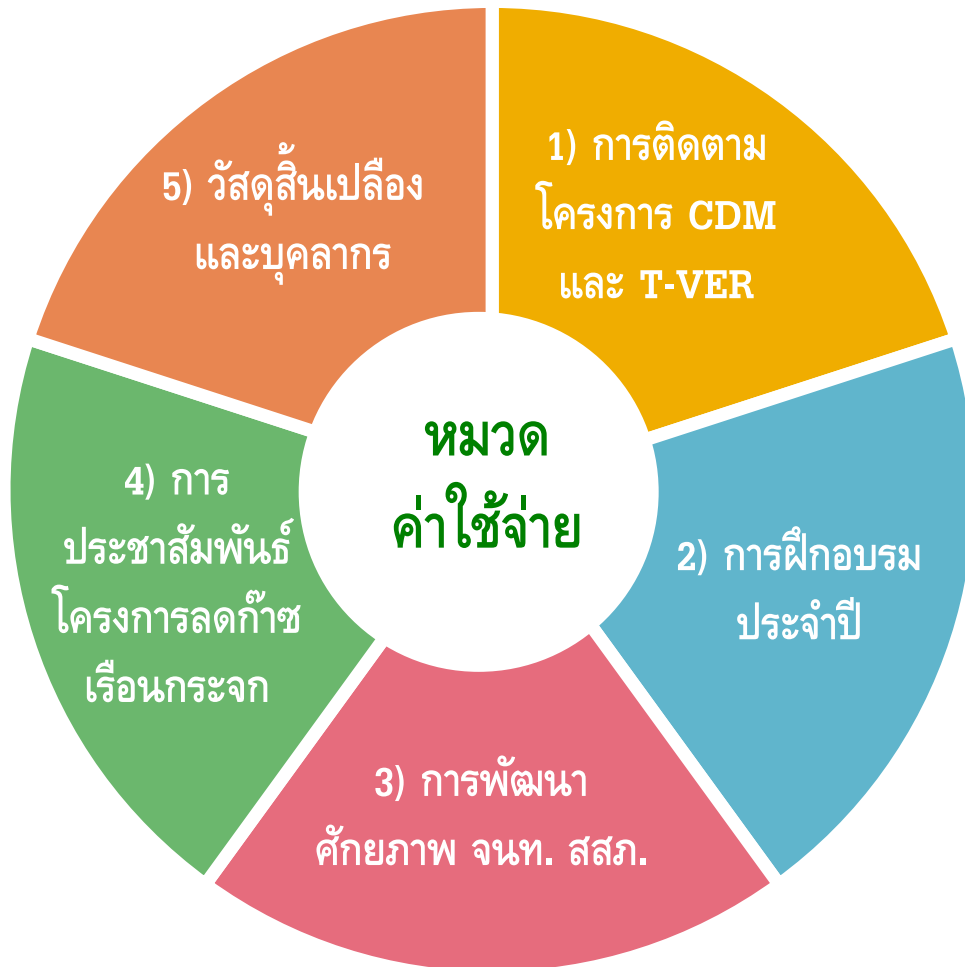 หมวด
ค่าใช้จ่าย
1) การติดตาม
โครงการ CDM
และ T-VER
2) การฝึกอบรม
ประจำปี
3) การพัฒนา
ศักยภาพ จนท. สสภ.
4) การ
ประชาสัมพันธ์
โครงการลดก๊าซ
เรือนกระจก
5) วัสดุสิ้นเปลือง
และบุคลากร